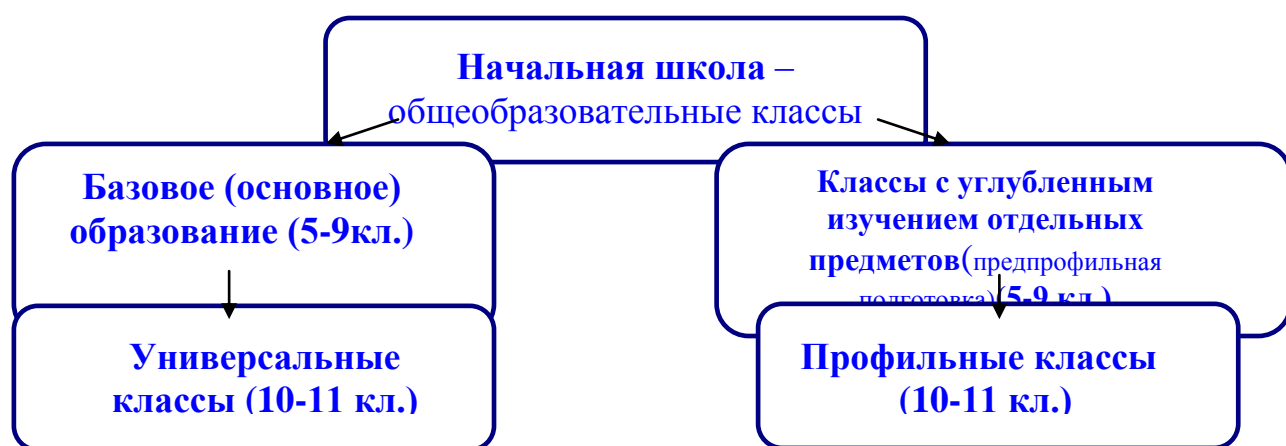 Начальная школа –
общеобразовательные классы
Базовое (основное)
образование (5-9кл.)
Классы с углубленным
изучением отдельных
предметов(предпрофильная
подготовка)(5-9 кл.)
Универсальные
классы (10-11 кл.)
Профильные классы
(10-11 кл.)